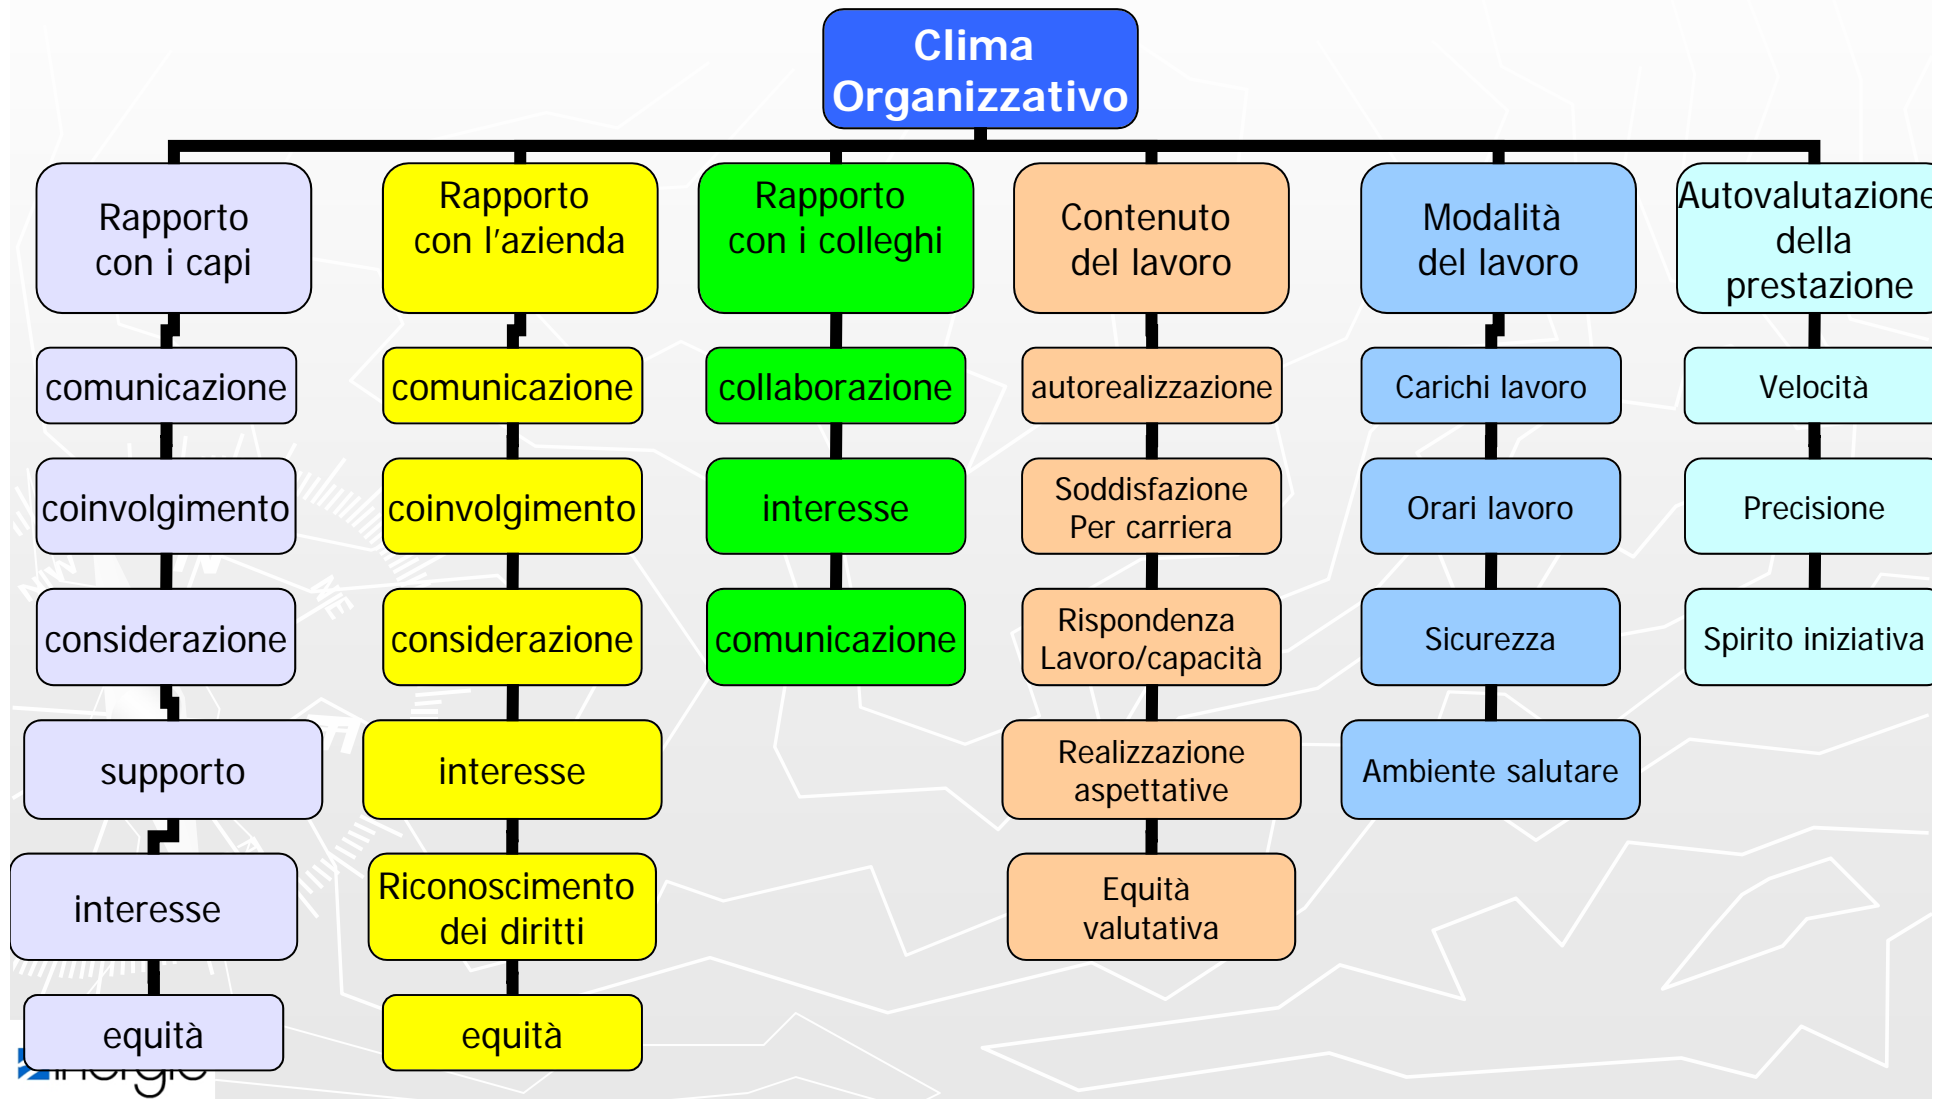 Clima
Organizzativo
Rapporto
con i capi
comunicazione
coinvolgimento
considerazione
supporto
interesse
equità
Rapporto
con l'azienda
comunicazione
coinvolgimento
considerazione
interesse
Riconoscimento
dei diritti
equità
Rapporto
con i colleghi
collaborazione
interesse
comunicazione
Contenuto
del lavoro
autorealizzazione
Soddisfazione
Per carriera
Rispondenza
Lavoro/capacità
Realizzazione
aspettative
Equità
valutativa
Modalità
del lavoro
Carichi lavoro
Orari lavoro
Sicurezza
Ambiente salutare
Autovalutazione
della
prestazione
Velocità
Precisione
Spirito iniziativa
NW
NE